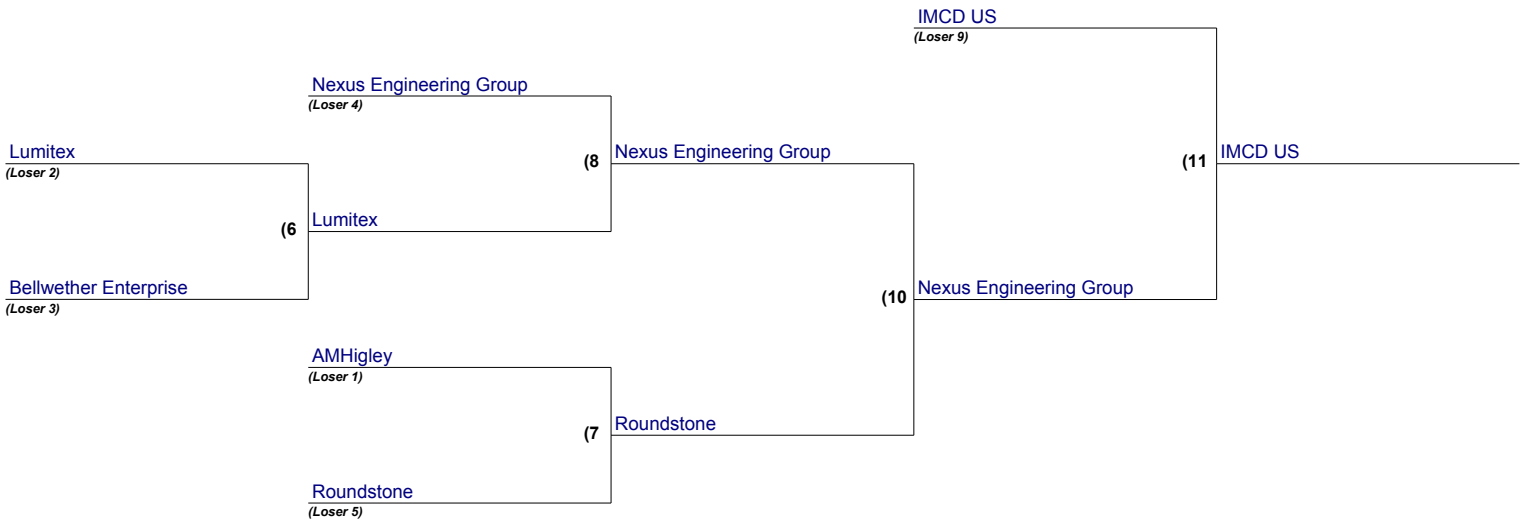 IMCD US
(Loser 9)
Nexus Engineering Group
(Loser 4)
Lumitex
(Loser 2)
(8
Nexus Engineering Group
(11
IMCD US
(6
Lumitex
Bellwether Enterprise
(Loser 3)
(10
Nexus Engineering Group
AMHigley
(Loser 1)
(7
Roundstone
Roundstone
(Loser 5)